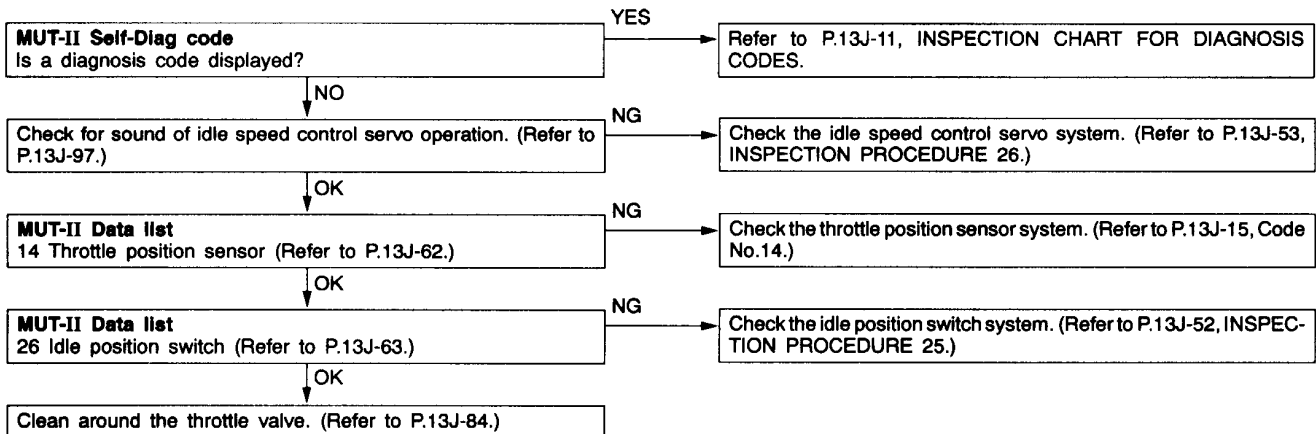 MUT-II Self-Diag code
Is a diagnosis code displayed?
YES
Refer to P.13J-11, INSPECTION CHART FOR DIAGNOSIS
CODES.
NO
Check for sound of idle speed control servo operation. (Refer to
P.13J-97.)
NG
Check the idle speed control servo system. (Refer to P.13J-53,
INSPECTION PROCEDURE 26.)
OK
MUT-II Data list
14 Throttle position sensor (Refer to P.13J-62.)
NG
Check the throttle position sensor system. (Refer to P.13J-15, Code
No.14.)
OK
MUT-II Data list
26 Idle position switch (Refer to P.13J-63.)
NG
Check the idle position switch system. (Refer to P.13J-52, INSPEC-
TION PROCEDURE 25.)
OK
Clean around the throttle valve. (Refer to P.13J-84.)